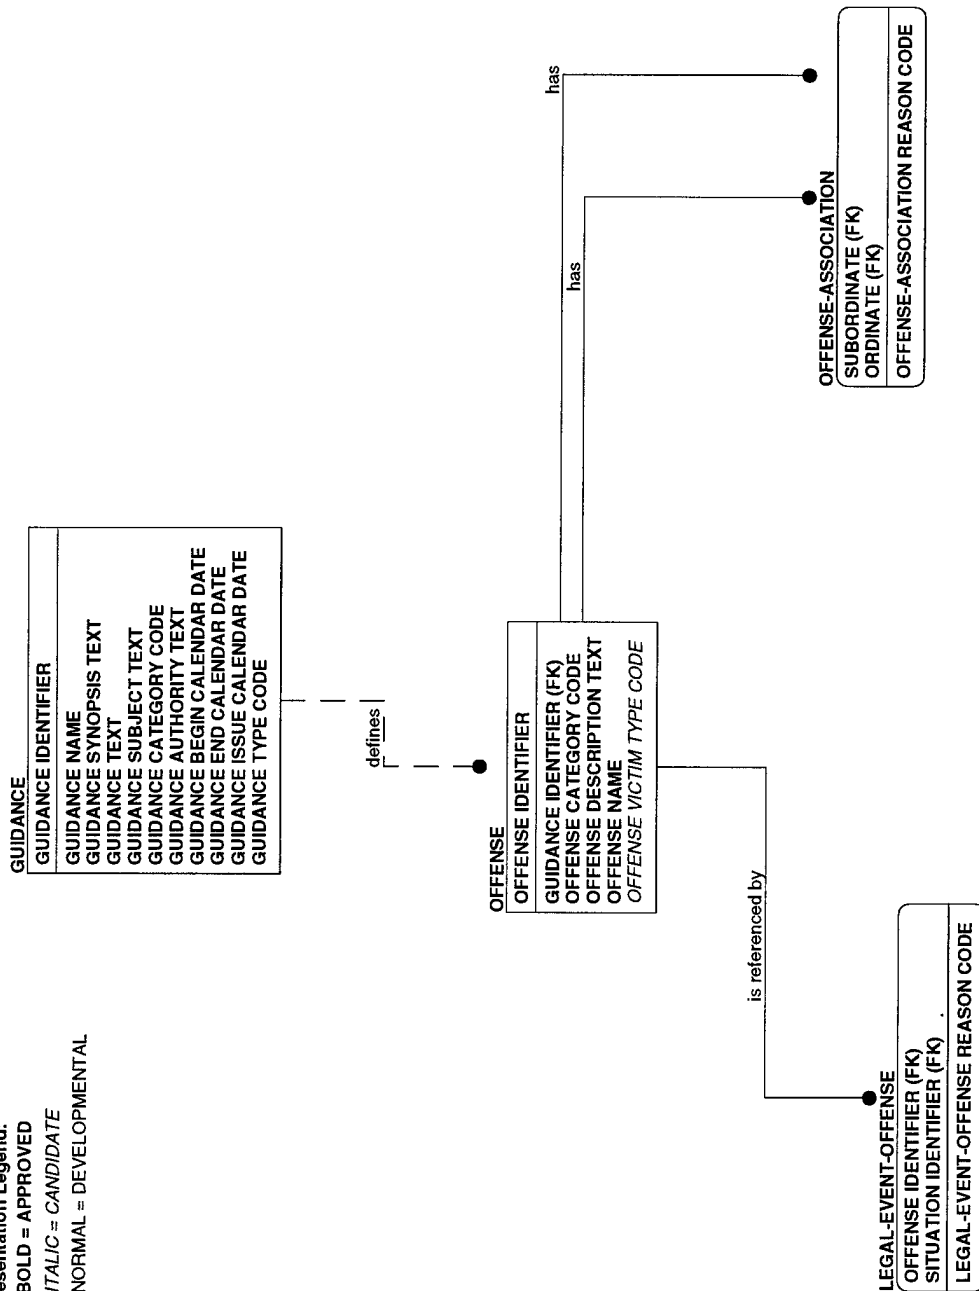 esentation Legend:
BOLD = APPROVED
ITALIC = CANDIDATE
NORMAL = DEVELOPMENTAL
GUIDANCE
GUIDANCE IDENTIFIER
GUIDANCE NAME
GUIDANCE SYNOPSIS TEXT
GUIDANCE TEXT
GUIDANCE SUBJECT TEXT
GUIDANCE CATEGORY CODE
GUIDANCE AUTHORITY TEXT
GUIDANCE BEGIN CALENDAR DATE
GUIDANCE END CALENDAR DATE
GUIDANCE ISSUE CALENDAR DATE
GUIDANCE TYPE CODE
defines
OFFENSE
OFFENSE IDENTIFIER
GUIDANCE IDENTIFIER (FK)
OFFENSE CATEGORY CODE
OFFENSE DESCRIPTION TEXT
OFFENSE NAME
OFFENSE VICTIM TYPE CODE
has
has
is referenced by
LEGAL-EVENT-OFFENSE
OFFENSE IDENTIFIER (FK)
SITUATION IDENTIFIER (FK)
LEGAL-EVENT-OFFENSE REASON CODE
OFFENSE-ASSOCIATION
SUBORDINATE (FK)
ORDINATE (FK)
OFFENSE-ASSOCIATION REASON CODE